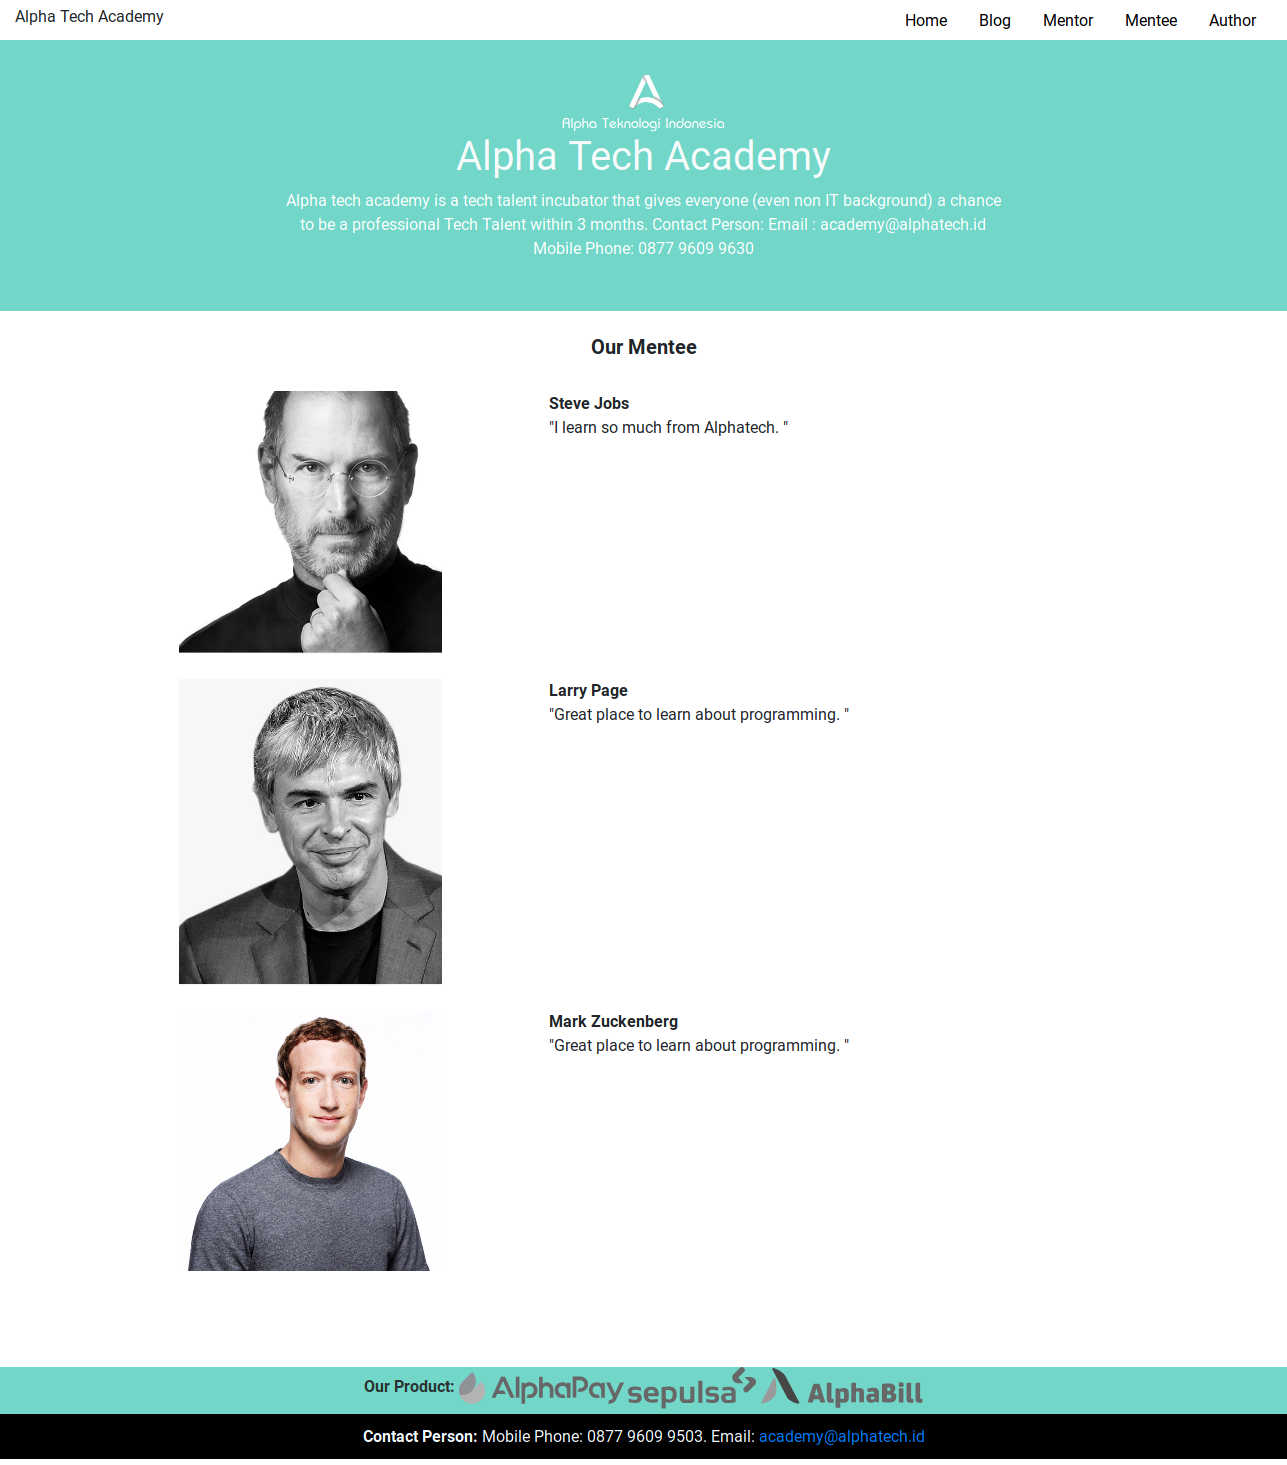 Alpha Tech Academy
Home Blog Mentor Mentee Author
Alpha Teknologi Indonesia
Alpha Tech Academy
Alpha tech academy is a tech talent incubator that gives everyone (even non IT background) a chance
to be a professional Tech Talent within 3 months. Contact Person: Email : academy@alphatech.id
Mobile Phone: 0877 9609 9630
Our Mentee
Steve Jobs
"I learn so much from Alphatech. "
Larry Page
"Great place to learn about programming. "
Mark Zuckenberg
"Great place to learn about programming. "
Our Product: AlphaPay sepulsa AlphaBill
Contact Person: Mobile Phone: 0877 9609 9503. Email: academy@alphatech.id